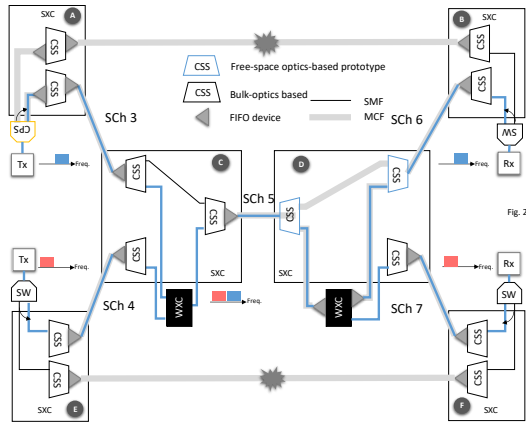 SXC
A
CSS
CSS
CPS
Tx
Freq.
SCh 3
CSS
Free-space optics-based prototype
CSS
Bulk-optics based
FIFO device
SMF
MCF
B
SXC
CSS
CSS
SW
Rx
Freq.
SCh 6
Fig. 2
C
CSS
CSS
CSS
SXC
WXC
SCh 5
D
CSS
CSS
CSS
SXC
WXC
Tx
Freq.
SW
SCh 4
CSS
CSS
SXC
E
Rx
Freq.
SW
SCh 7
CSS
CSS
SXC
F